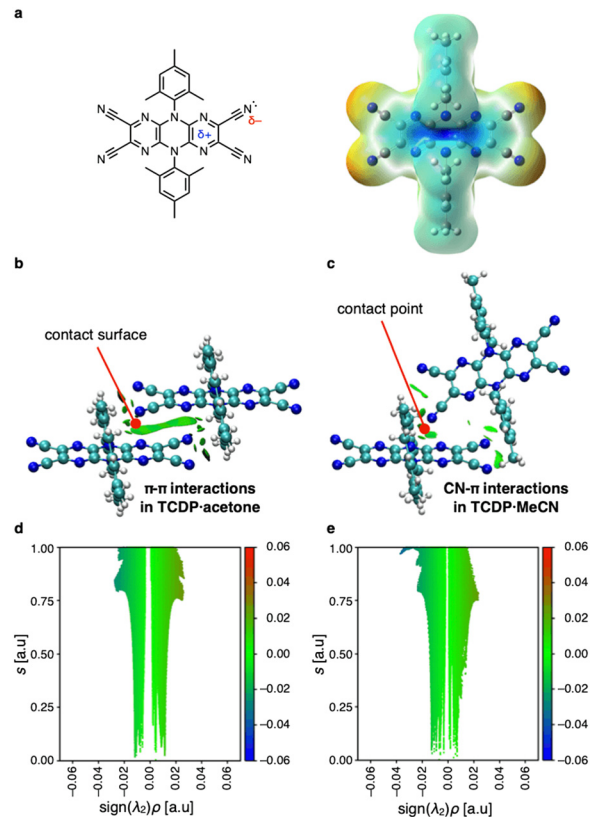 a
N
N
N
N
N
N
N
N
N
N
δ+
δ−
b
c
contact surface
contact point
π-π interactions
in TCDP·acetone
CN-π interactions
in TCDP·MeCN
d
e
1.00
0.75
0.50
0.25
0.00
s [a.u]
−0.06
−0.04
−0.02
0.00
0.02
0.04
0.06
sign(λ2)ρ [a.u]
0.06
0.04
0.02
0.00
−0.02
−0.04
−0.06
1.00
0.75
0.50
0.25
0.00
s [a.u]
−0.06
−0.04
−0.02
0.00
0.02
0.04
0.06
sign(λ2)ρ [a.u]
0.06
0.04
0.02
0.00
−0.02
−0.04
−0.06